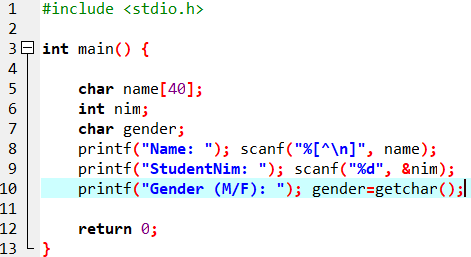 1 #include <stdio.h>
2
3 int main() {
4
5 char name[40];
6 int nim;
7 char gender;
8 printf("Name: "); scanf("%[^\n]", name);
9 printf("StudentNim: "); scanf("%d", &nim);
10 printf("Gender (M/F): "); gender=getchar();
11
12 return 0;
13 }